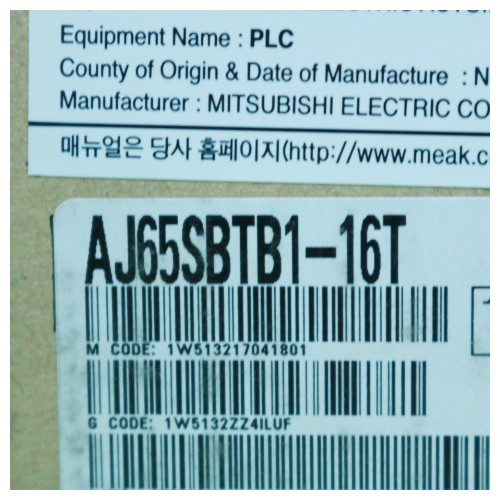 Equipment Name : PLC
County of Origin & Date of Manufacture : N
Manufacturer : MITSUBISHI ELECTRIC CO
매뉴얼은 당사 홈페이지(http://www.meak.c
AJ65SBTB1-16T
M CODE: 1W513217041801
G CODE: 1W5132ZZ4ILUF